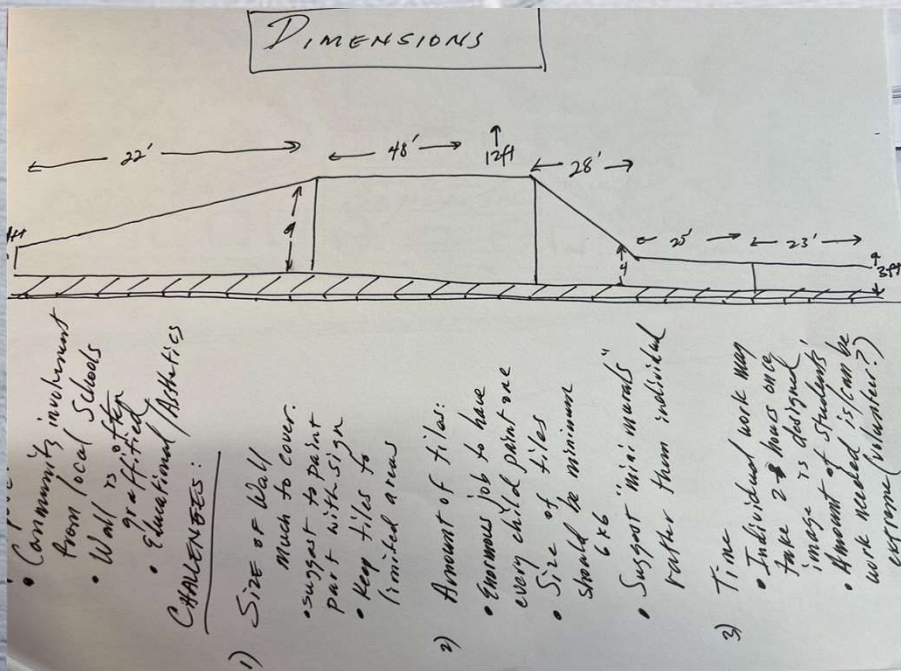 DIMENSIONS
22'
48'
12ft
28'
9
4
25'
23'
3ft
• Community involvement
from local Schools
• Wall is often
graffitied
• Educational/Asthetics
CHALENGES:
1) Size of Wall
much to cover.
• suggest to paint
part with sign
• Keep tiles to
limited areas
2) Amount of tiles:
• Enormous job to have
every child paint one
• Size of tiles
should be minimum
6x6
• Suggest "mini murals"
rather them individual
3) Time
• Individual work may
take 2 hours once
image is designed
• Amount of students'
work needed is/can be
extreme (volunteer?)